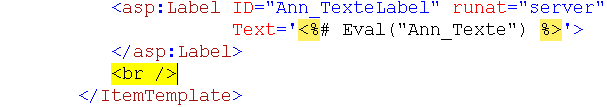 <asp:Label ID="Ann_TexteLabel" runat="server"
Text='<%# Eval("Ann_Texte") %>'>
</asp:Label>
<br />
</ItemTemplate>